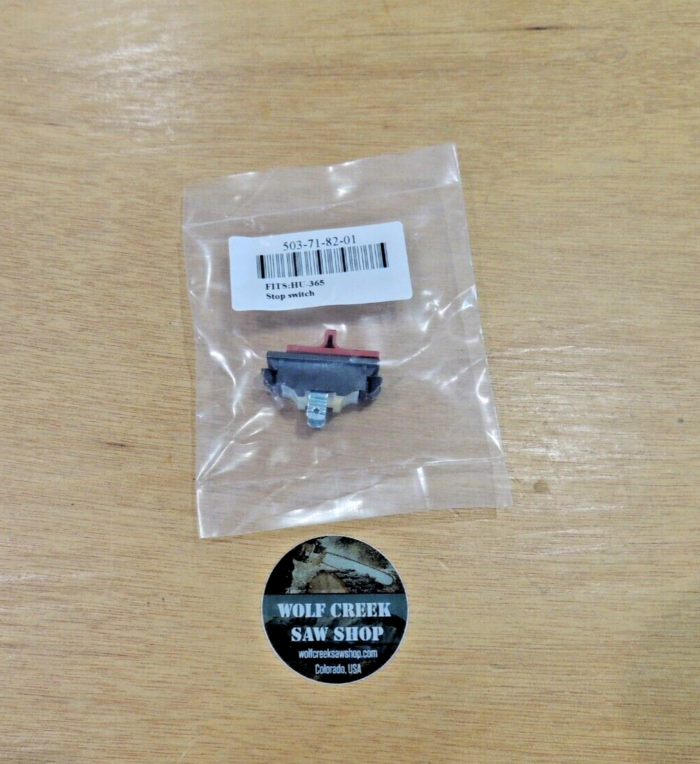 503-71-82-01
FITS:HU-365
Stop switch
WOLF CREEK
SAW SHOP
wolfcreeksawshop.com
Colorado, USA